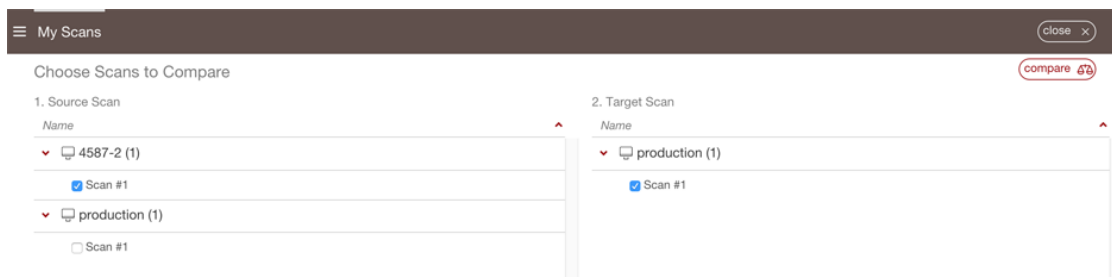 My Scans
close
Choose Scans to Compare
compare
1. Source Scan
Name
4587-2 (1)
Scan #1
production (1)
Scan #1
2. Target Scan
Name
production (1)
Scan #1